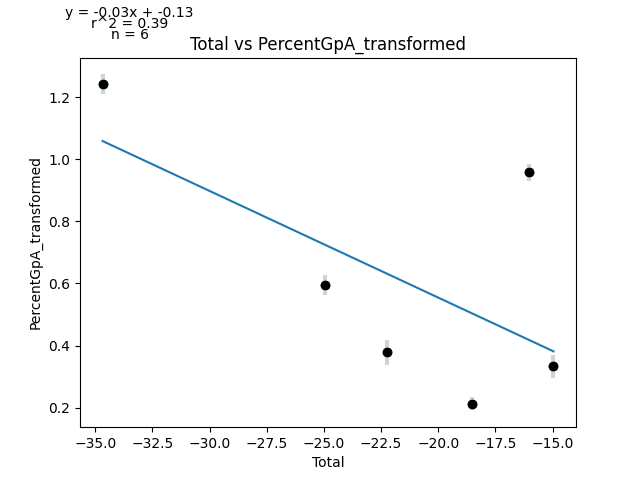 y = -0.03x + -0.13
r^2 = 0.39
n = 6
Total vs PercentGpA_transformed
PercentGpA_transformed
1.2
1.0
0.8
0.6
0.4
0.2
−35.0 −32.5 −30.0 −27.5 −25.0 −22.5 −20.0 −17.5 −15.0
Total